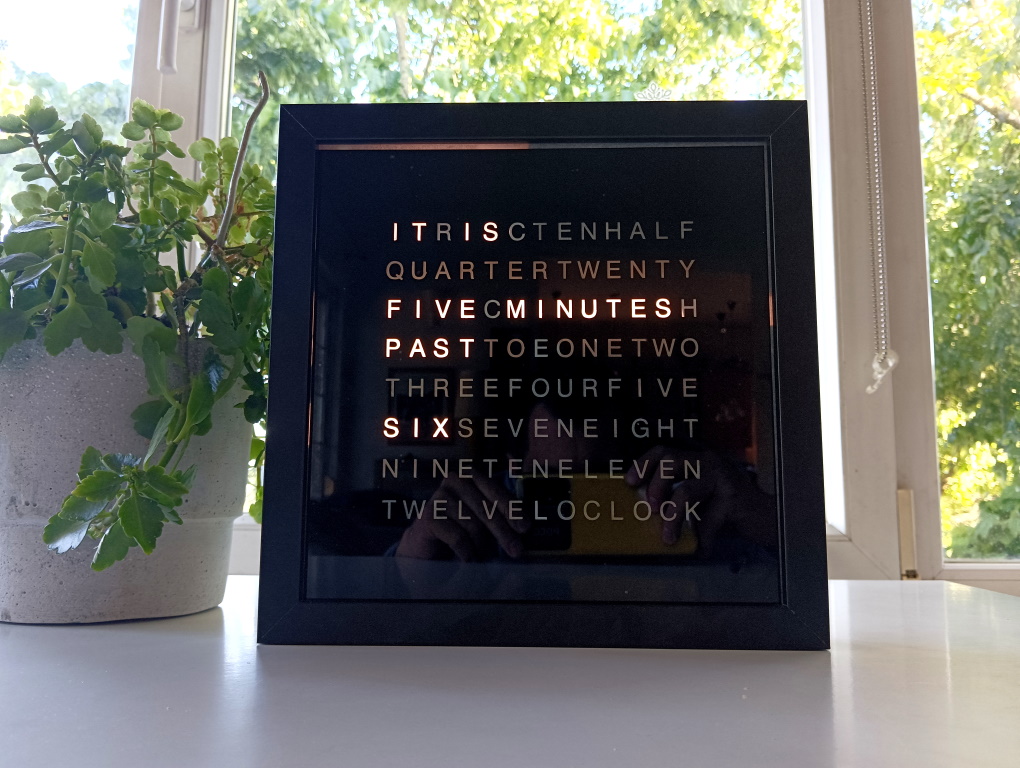 ITRISCTENHALF
QUARTERTWENTY
FIVECMINUTESH
PASTTOEONETWO
THREEFOURFIVE
SIXSEVENEIGHT
NINETENELEVEN
TWELVELOCLOCK